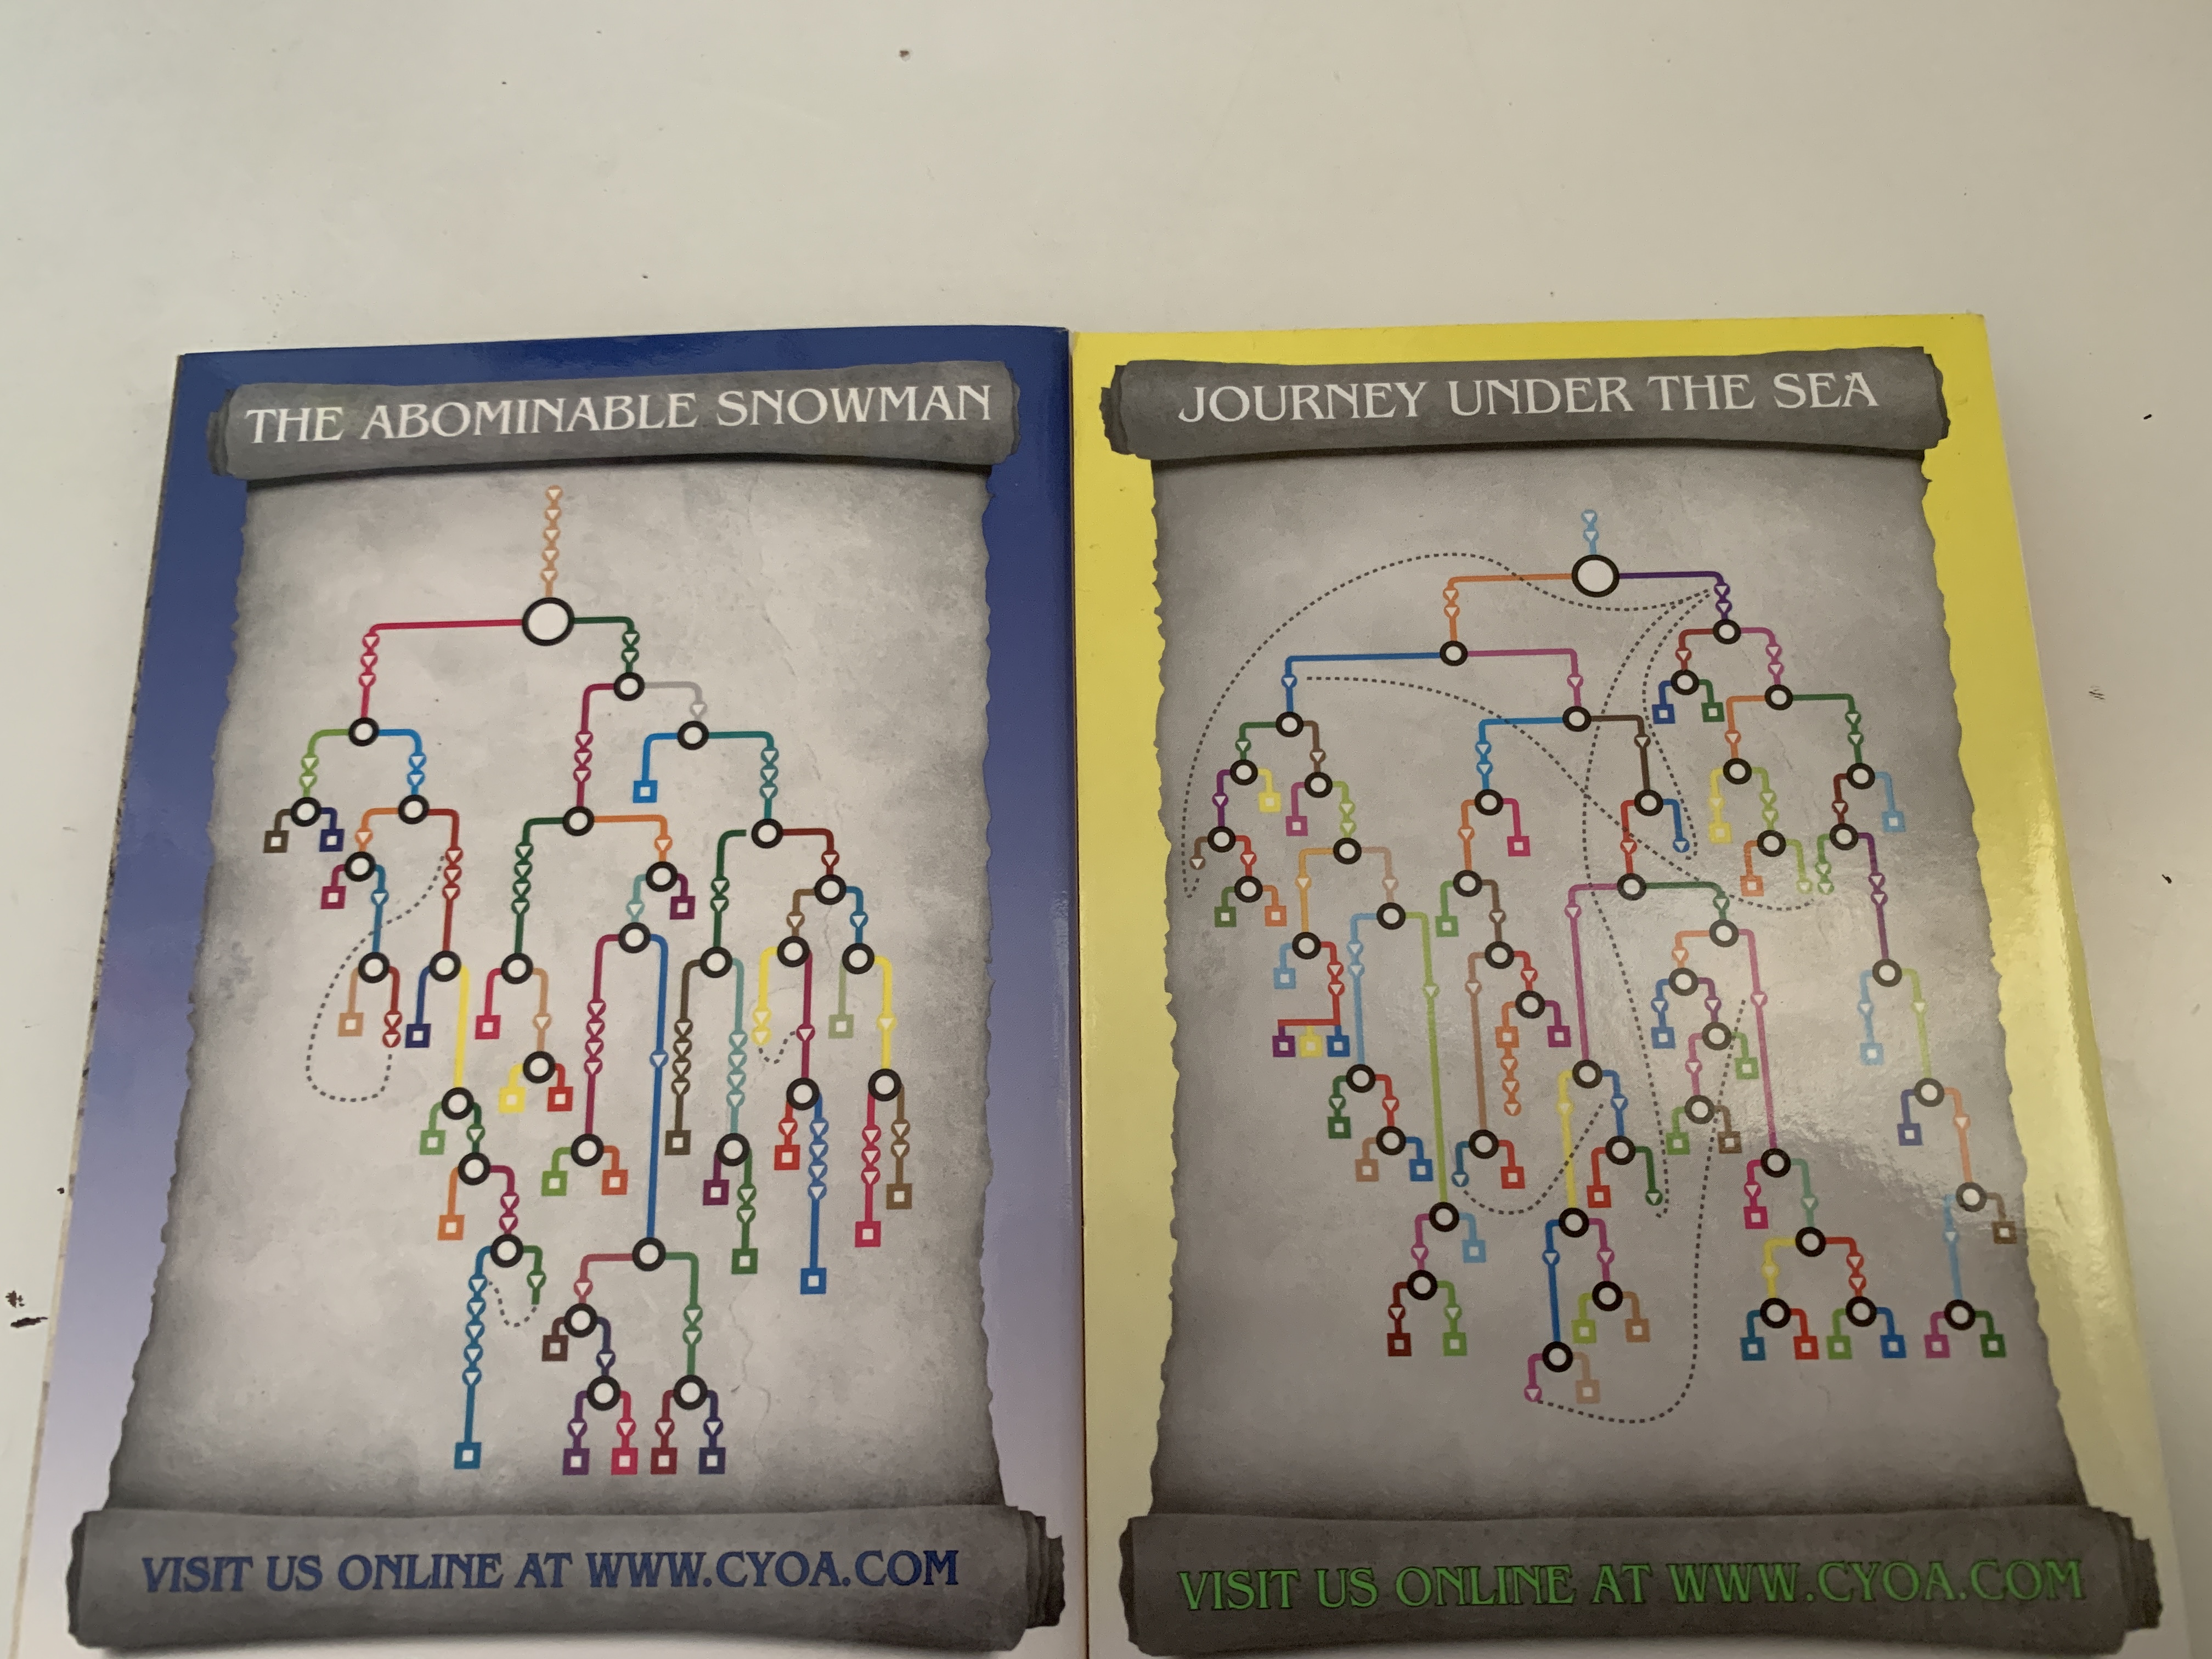 THE ABOMINABLE SNOWMAN
VISIT US ONLINE AT WWW.CYOA.COM
JOURNEY UNDER THE SEA
VISIT US ONLINE AT WWW.CYOA.COM